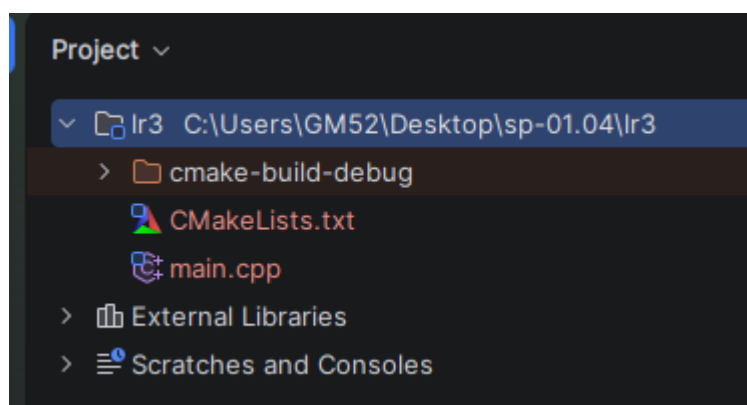 Project
lr3 C:\Users\GM52\Desktop\sp-01.04\lr3
cmake-build-debug
CMakeLists.txt
main.cpp
External Libraries
Scratches and Consoles